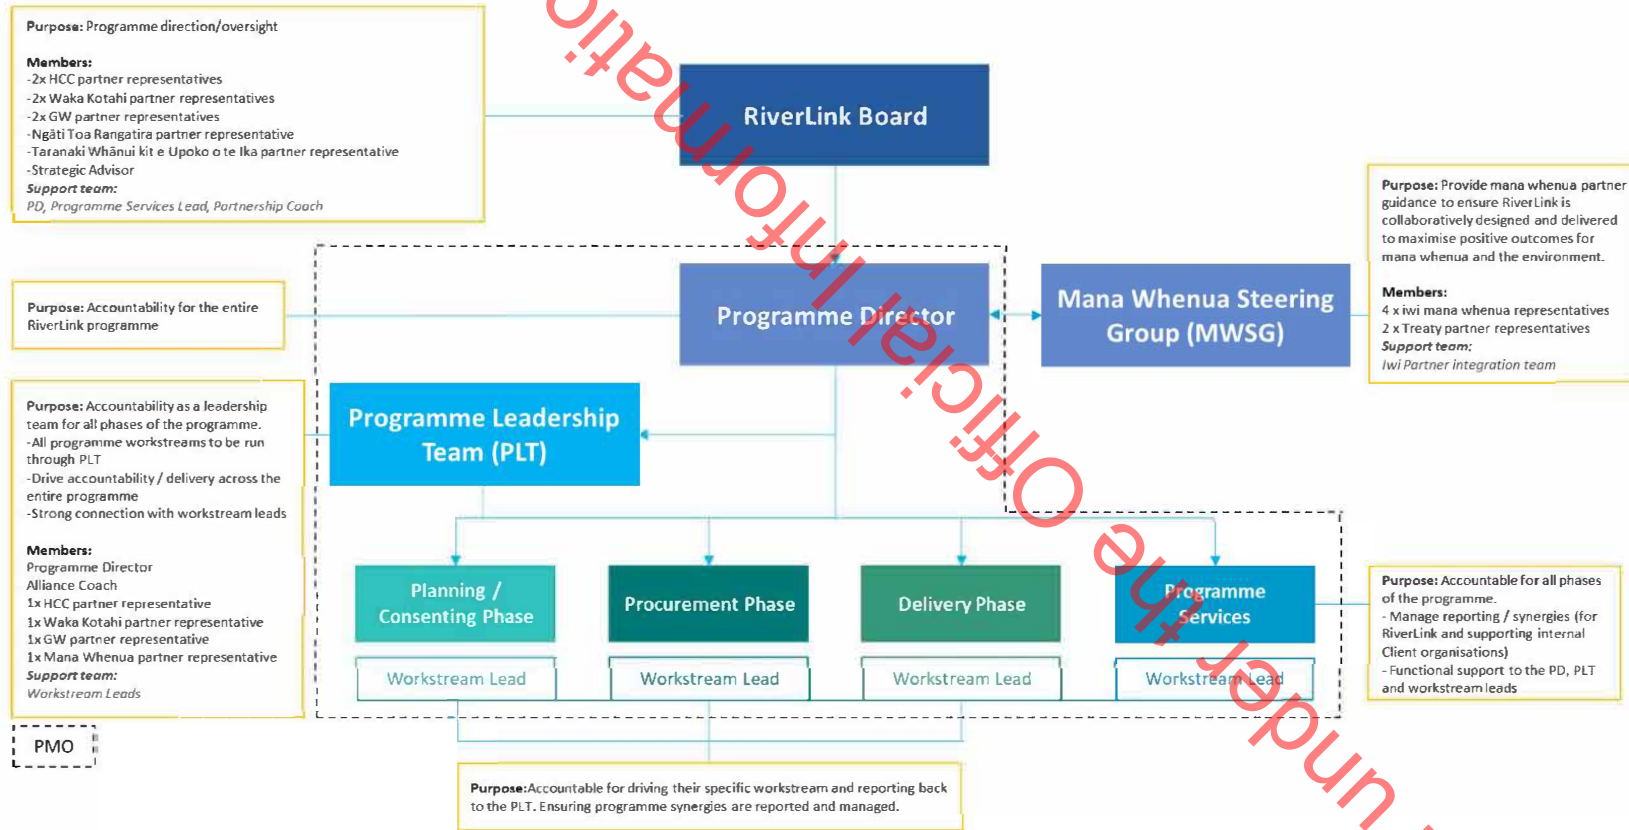 Purpose: Programme direction/oversight
Members:
-2x HCC partner representatives
-2x Waka Kotahi partner representatives
-2x GW partner representatives
-Ngāti Toa Rangatira partner representative
-Taranaki Whānui kit e Upoko o te Ika partner representative
-Strategic Advisor
Support team:
PD, Programme Services Lead, Partnership Coach
RiverLink Board
Purpose: Provide mana whenua partner
guidance to ensure RiverLink is
collaboratively designed and delivered
to maximise positive outcomes for
mana whenua and the environment.
Members:
4 x iwi mana whenua representatives
2 x Treaty partner representatives
Support team:
Iwi Partner integration team
Purpose: Accountability for the entire
RiverLink programme
Programme Director
Mana Whenua Steering
Group (MWSG)
Purpose: Accountability as a leadership
team for all phases of the programme.
-All programme workstreams to be run
through PLT
-Drive accountability / delivery across the
entire programme
-Strong connection with workstream leads
Members:
Programme Director
Alliance Coach
1x HCC partner representative
1x Waka Kotahi partner representative
1x GW partner representative
1x Mana Whenua partner representative
Support team:
Workstream Leads
Programme Leadership
Team (PLT)
Planning /
Consenting Phase
Procurement Phase
Delivery Phase
Programme
Services
Workstream Lead
Workstream Lead
Workstream Lead
Workstream Lead
Purpose: Accountable for all phases
of the programme.
- Manage reporting / synergies (for
RiverLink and supporting internal
Client organisations)
- Functional support to the PD, PLT
and workstream leads
PMO
Purpose:Accountable for driving their specific workstream and reporting back
to the PLT. Ensuring programme synergies are reported and managed.
under the Official Informatio